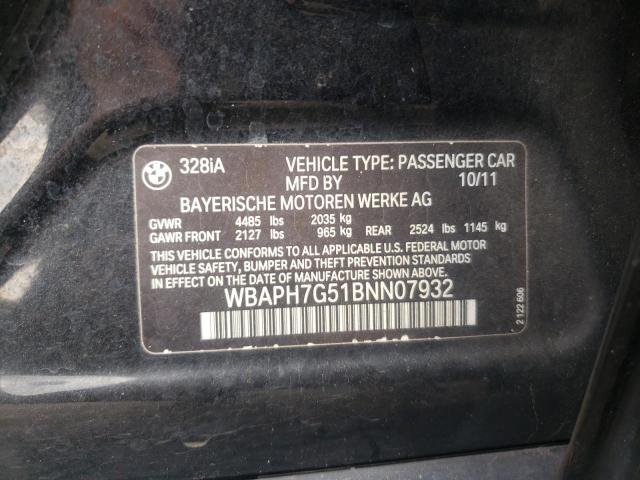 BMW 328iA VEHICLE TYPE: PASSENGER CAR
MFD BY 10/11
BAYERISCHE MOTOREN WERKE AG
GVWR 4485 lbs 2035 kg
GAWR FRONT 2127 lbs 965 kg REAR 2524 lbs 1145 kg
THIS VEHICLE CONFORMS TO ALL APPLICABLE U.S. FEDERAL MOTOR
VEHICLE SAFETY, BUMPER AND THEFT PREVENTION STANDARDS
IN EFFECT ON THE DATE OF MANUFACTURE SHOWN ABOVE.
WBAPH7G51BNN07932
2 122 606